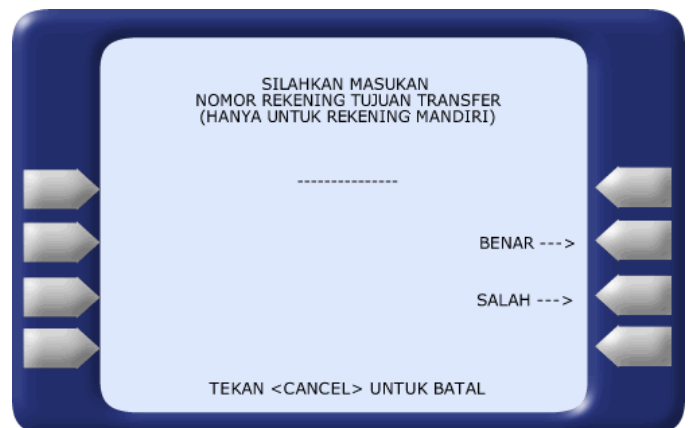 SILAHKAN MASUKAN
NOMOR REKENING TUJUAN TRANSFER
(HANYA UNTUK REKENING MANDIRI)
---------------
BENAR --->
SALAH --->
TEKAN <CANCEL> UNTUK BATAL